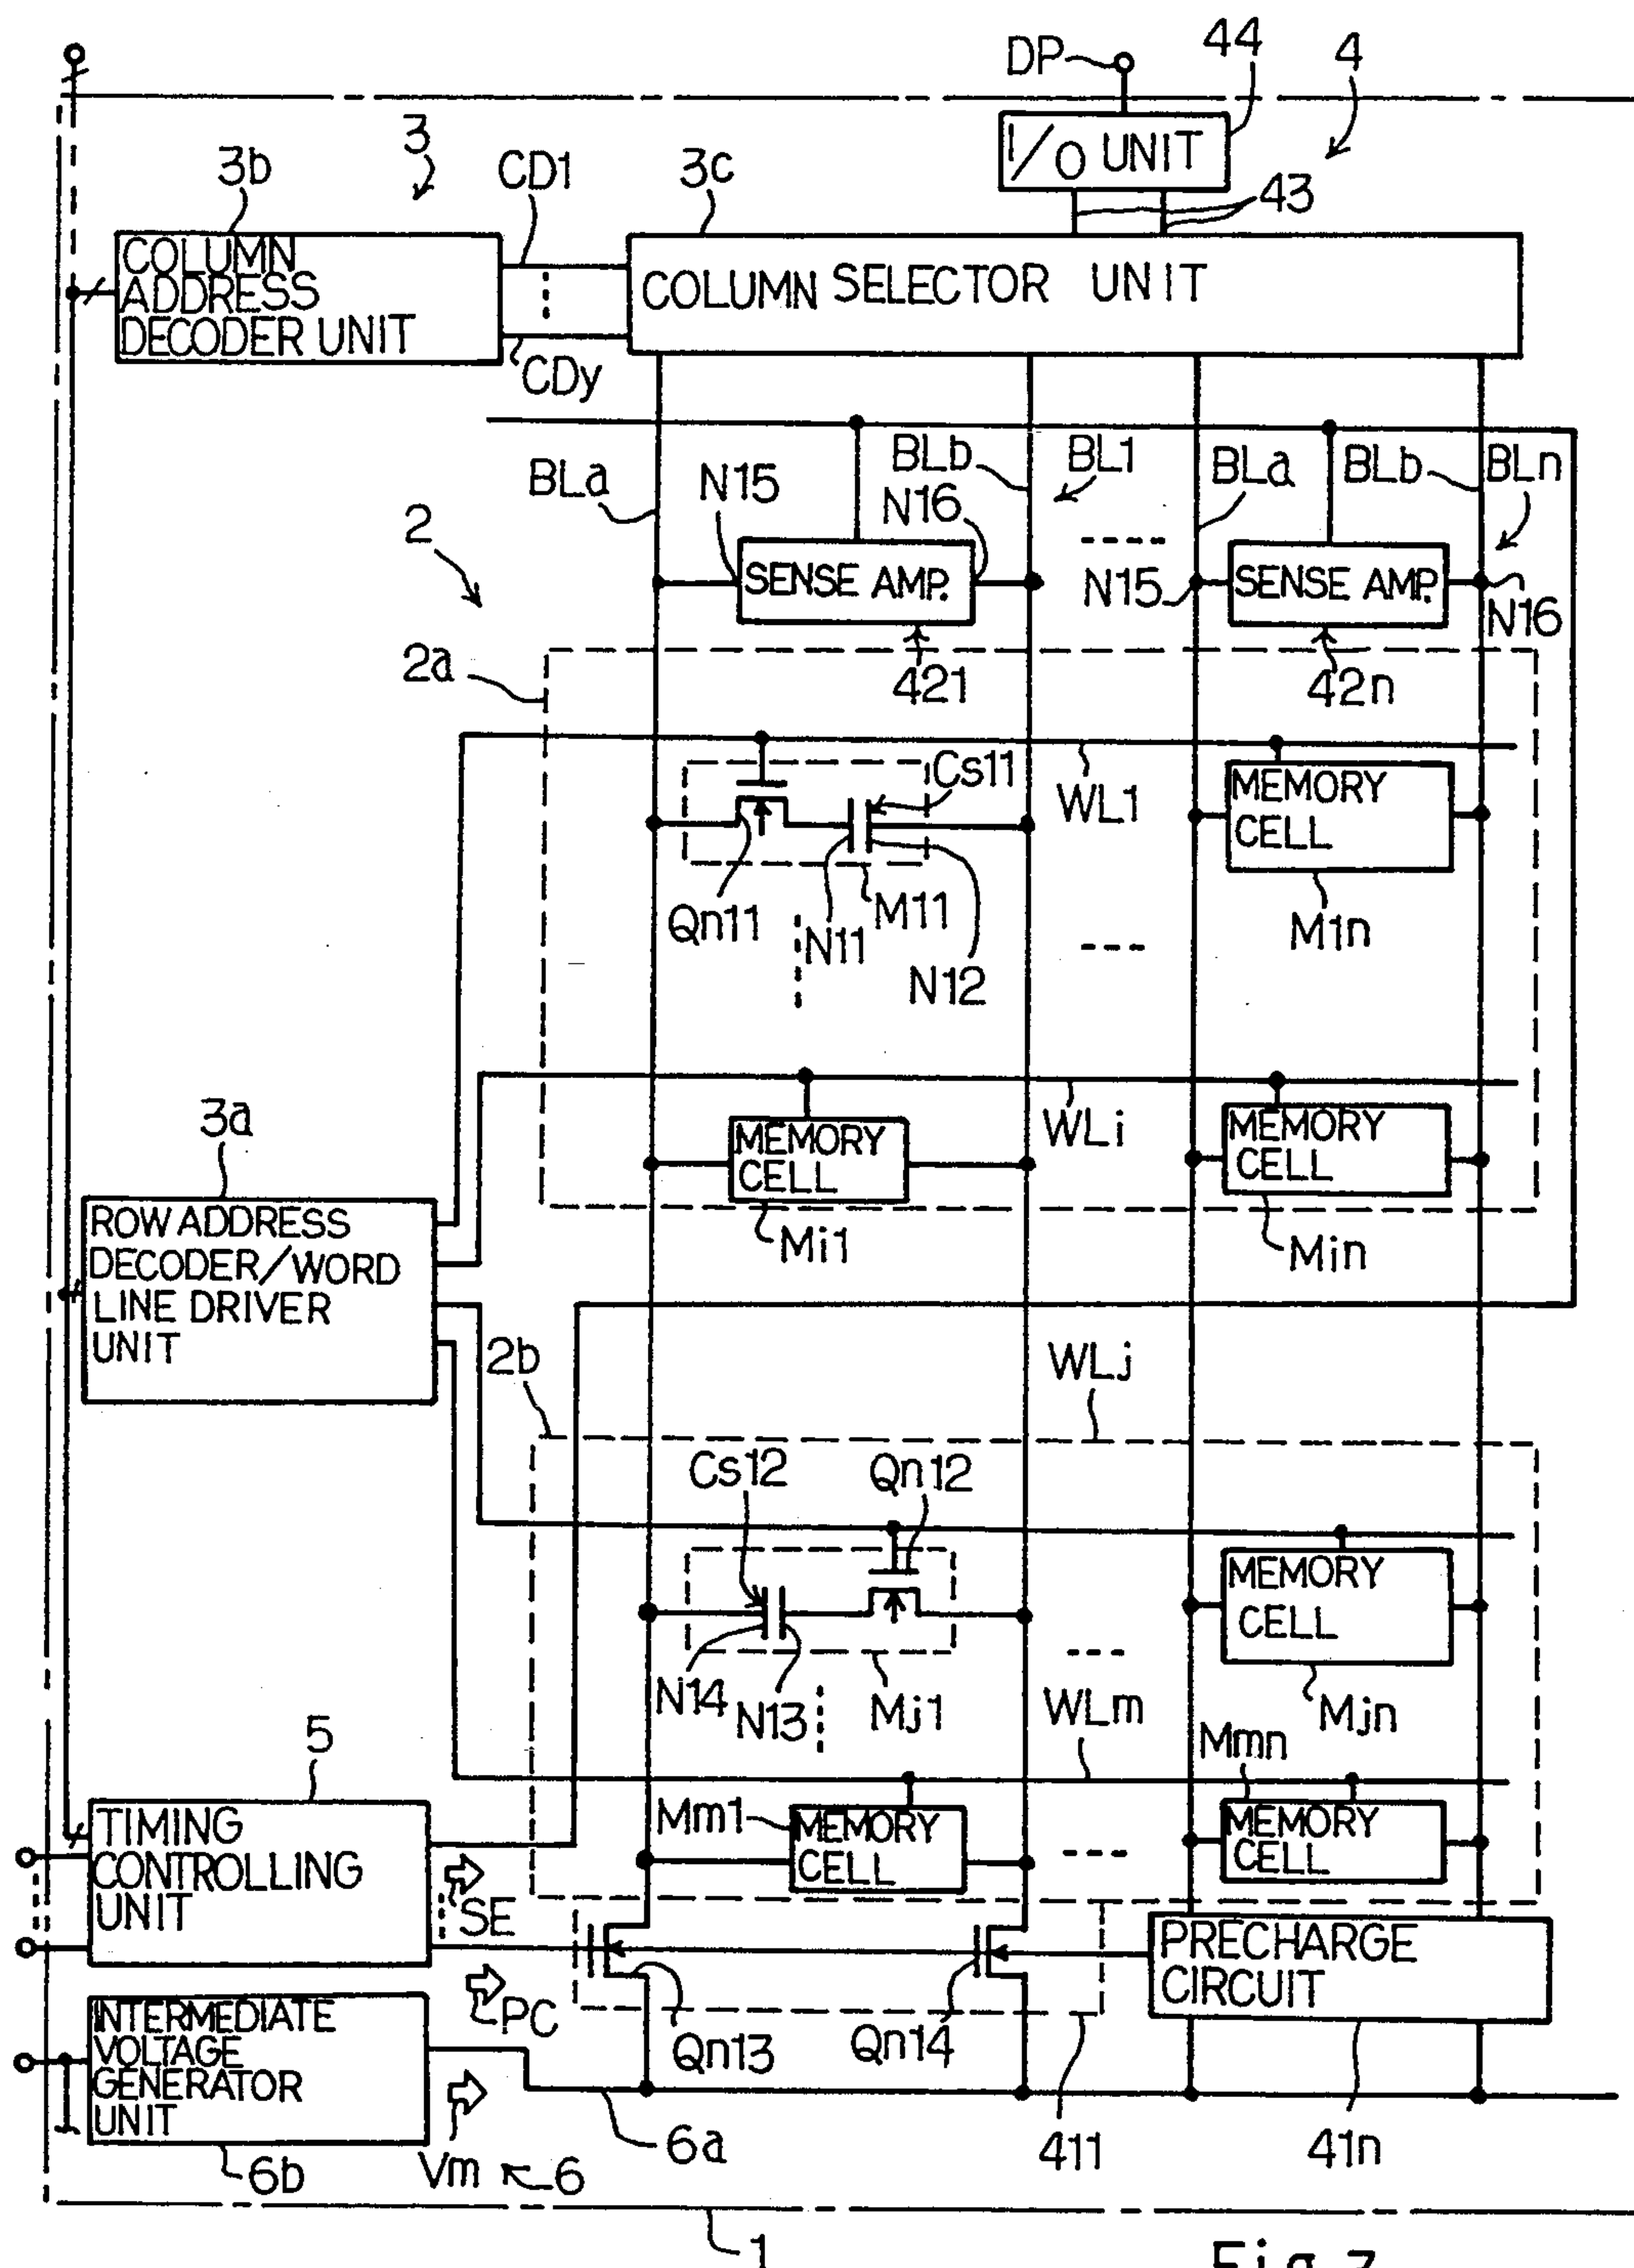 DP
44
4
I/O UNIT
43
3
3b
CD1
3c
COLUMN
ADDRESS
DECODER UNIT
COLUMN SELECTOR UNIT
CDy
BLa
N15
BLb
N16
BL1
BLa
BLb
BLn
2
SENSE AMP.
N15
SENSE AMP.
N16
2a
421
42n
Cs11
WL1
MEMORY
CELL
Qn11
N11
M11
N12
M1n
3a
WLi
MEMORY
CELL
MEMORY
CELL
Mi1
Min
ROW ADDRESS
DECODER/WORD
LINE DRIVER
UNIT
2b
WLj
Cs12
Qn12
MEMORY
CELL
N14
N13
Mj1
WLm
Mjn
5
Mmn
TIMING
CONTROLLING
UNIT
Mm1
MEMORY
CELL
MEMORY
CELL
SE
PRECHARGE
CIRCUIT
PC
Qn13
Qn14
INTERMEDIATE
VOLTAGE
GENERATOR
UNIT
6b
Vm
6
6a
411
41n
1